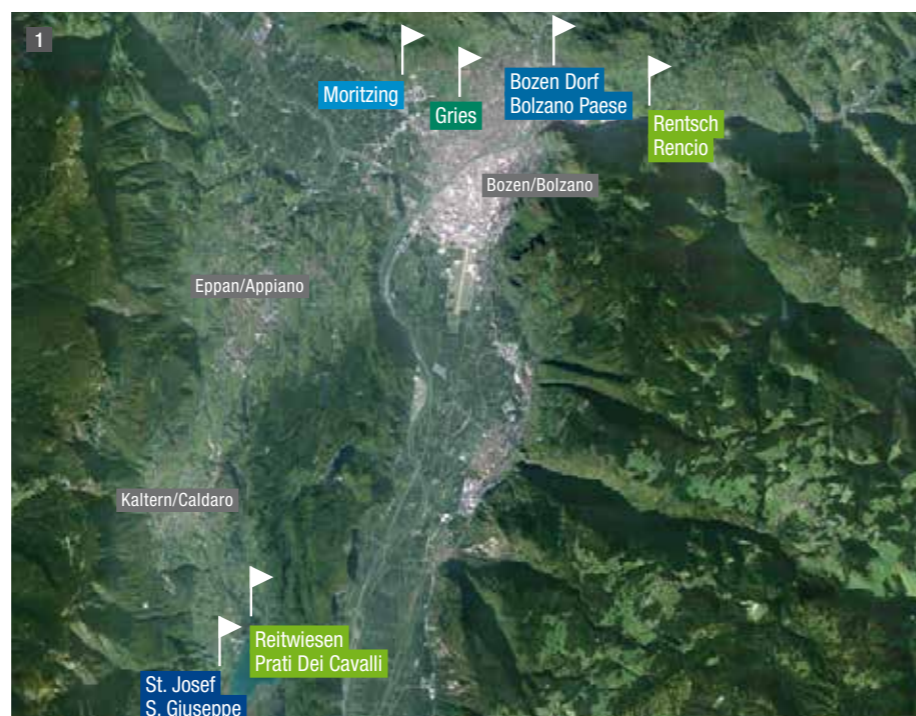 1
Moritzing
Gries
Bozen Dorf
Bolzano Paese
Rentsch
Rencio
Bozen/Bolzano
Eppan/Appiano
Kaltern/Caldaro
Reitwiesen
Prati Dei Cavalli
St. Josef
S. Giuseppe